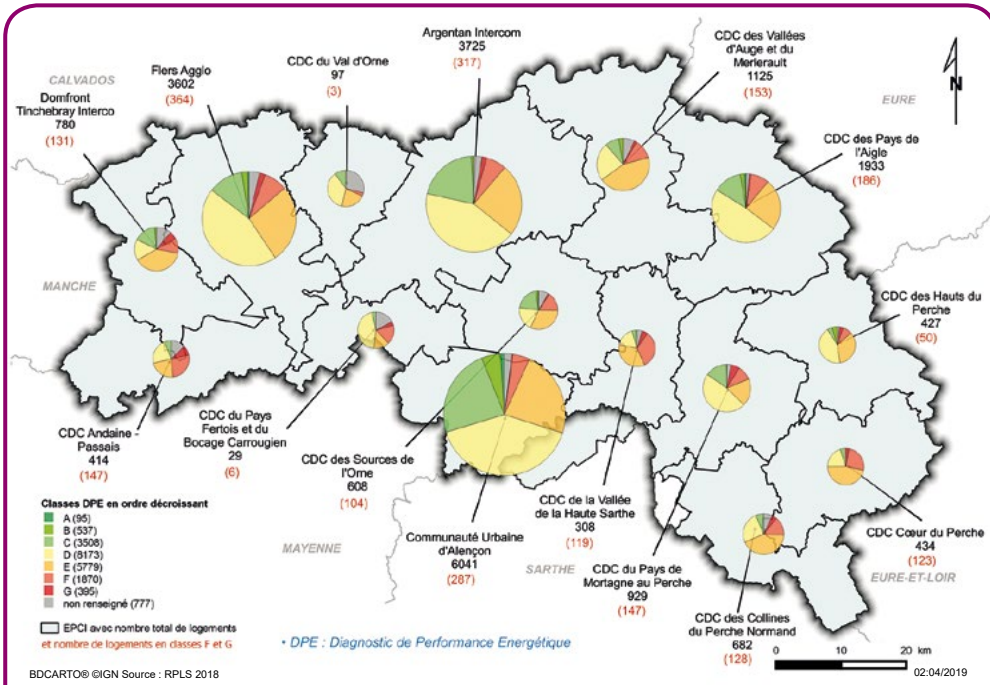 Argentan Intercom
3725
(317)
CDC des Vallées
d'Auge et du
Merlerault
1125
(153)
CDC du Val d'Orne
97
(3)
Flers Agglo
3602
(364)
CALVADOS
Domfront
Tinchebray Interco
780
(131)
N
EURE
CDC des Pays de
l'Aigle
1933
(186)
MANCHE
CDC des Hauts du
Perche
427
(50)
CDC Andaine -
Passais
414
(147)
CDC du Pays
Fertois et du
Bocage Carrougien
29
(6)
CDC des Sources de
l'Orne
608
(104)
Communauté Urbaine
d'Alençon
6041
(287)
CDC de la Vallée
de la Haute Sarthe
308
(119)
CDC du Pays de
Mortagne au Perche
929
(147)
CDC Cœur du Perche
434
(123)
CDC des Collines
du Perche Normand
682
(128)
MAYENNE
SARTHE
EURE-ET-LOIR
Classes DPE en ordre décroissant
A (95)
B (537)
C (3508)
D (8173)
E (5779)
F (1870)
G (395)
non renseigné (777)
EPCI avec nombre total de logements
et nombre de logements en classes F et G
• DPE : Diagnostic de Performance Energétique
0 10 20 km
BDCARTO® ©IGN Source : RPLS 2018
02:04/2019